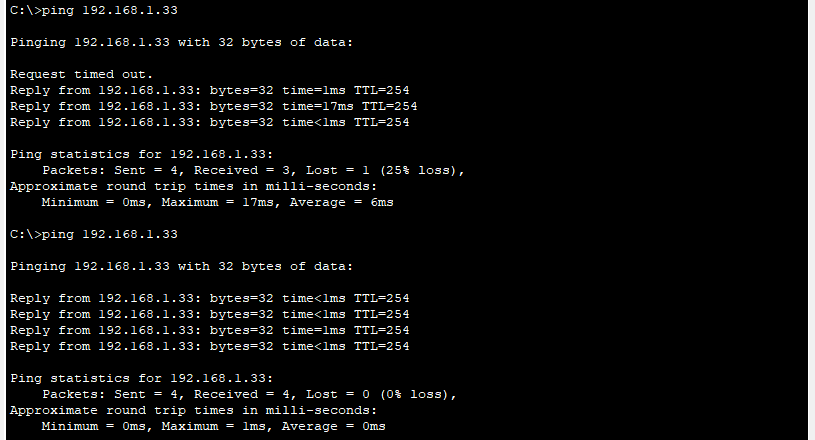 C:\>ping 192.168.1.33
Pinging 192.168.1.33 with 32 bytes of data:
Request timed out.
Reply from 192.168.1.33: bytes=32 time=1ms TTL=254
Reply from 192.168.1.33: bytes=32 time=17ms TTL=254
Reply from 192.168.1.33: bytes=32 time<1ms TTL=254
Ping statistics for 192.168.1.33:
    Packets: Sent = 4, Received = 3, Lost = 1 (25% loss),
Approximate round trip times in milli-seconds:
    Minimum = 0ms, Maximum = 17ms, Average = 6ms
C:\>ping 192.168.1.33
Pinging 192.168.1.33 with 32 bytes of data:
Reply from 192.168.1.33: bytes=32 time<1ms TTL=254
Reply from 192.168.1.33: bytes=32 time<1ms TTL=254
Reply from 192.168.1.33: bytes=32 time=1ms TTL=254
Reply from 192.168.1.33: bytes=32 time<1ms TTL=254
Ping statistics for 192.168.1.33:
    Packets: Sent = 4, Received = 4, Lost = 0 (0% loss),
Approximate round trip times in milli-seconds:
    Minimum = 0ms, Maximum = 1ms, Average = 0ms